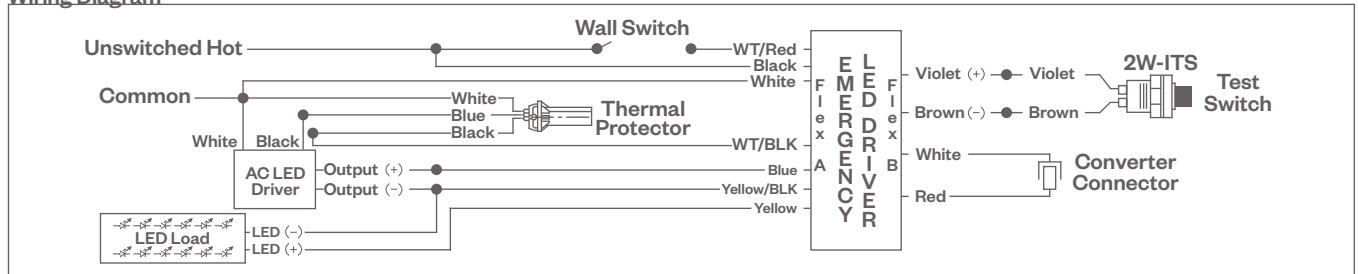 Wiring Diagram
Unswitched Hot
Wall Switch
WT/Red
Black
White
Common
White
Blue
Black
Thermal
Protector
White
Black
WT/BLK
AC LED
Driver
Output (+)
Output (-)
Blue
Yellow/BLK
Yellow
LED Load
LED (-)
LED (+)
Flex A
EMERGENCY
LED DRIVER
Flex B
Violet (+)
Violet
Brown (-)
Brown
2W-ITS
Test
Switch
White
Red
Converter
Connector